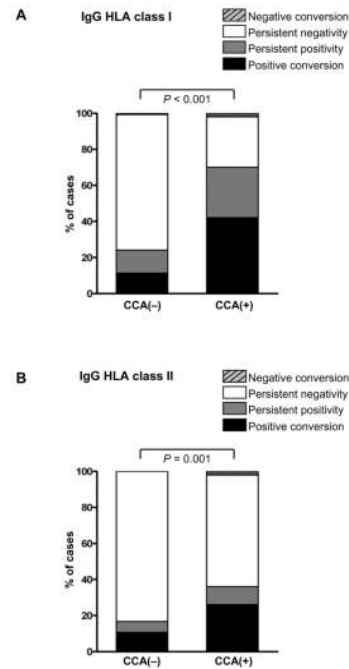 A
IgG HLA class I
Negative conversion
Persistent negativity
Persistent positivity
Positive conversion
P < 0.001
100
80
60
40
20
0
% of cases
CCA(−)
CCA(+)
B
IgG HLA class II
Negative conversion
Persistent negativity
Persistent positivity
Positive conversion
P = 0.001
100
80
60
40
20
0
% of cases
CCA(−)
CCA(+)